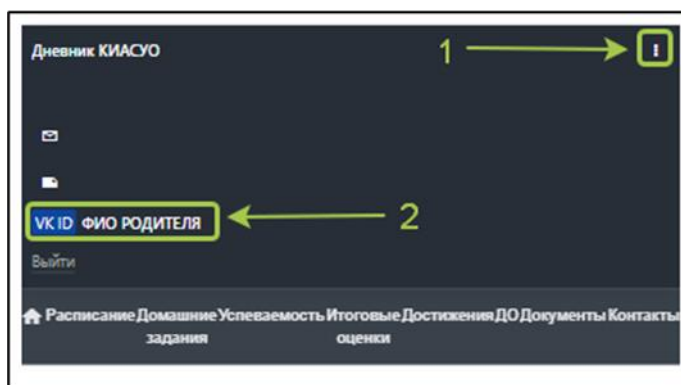 Дневник КИАСУО
1
VK ID ФИО РОДИТЕЛЯ
2
Выйти
Расписание Домашние задания Успеваемость Итоговые оценки Достижения ДО Документы Контакты